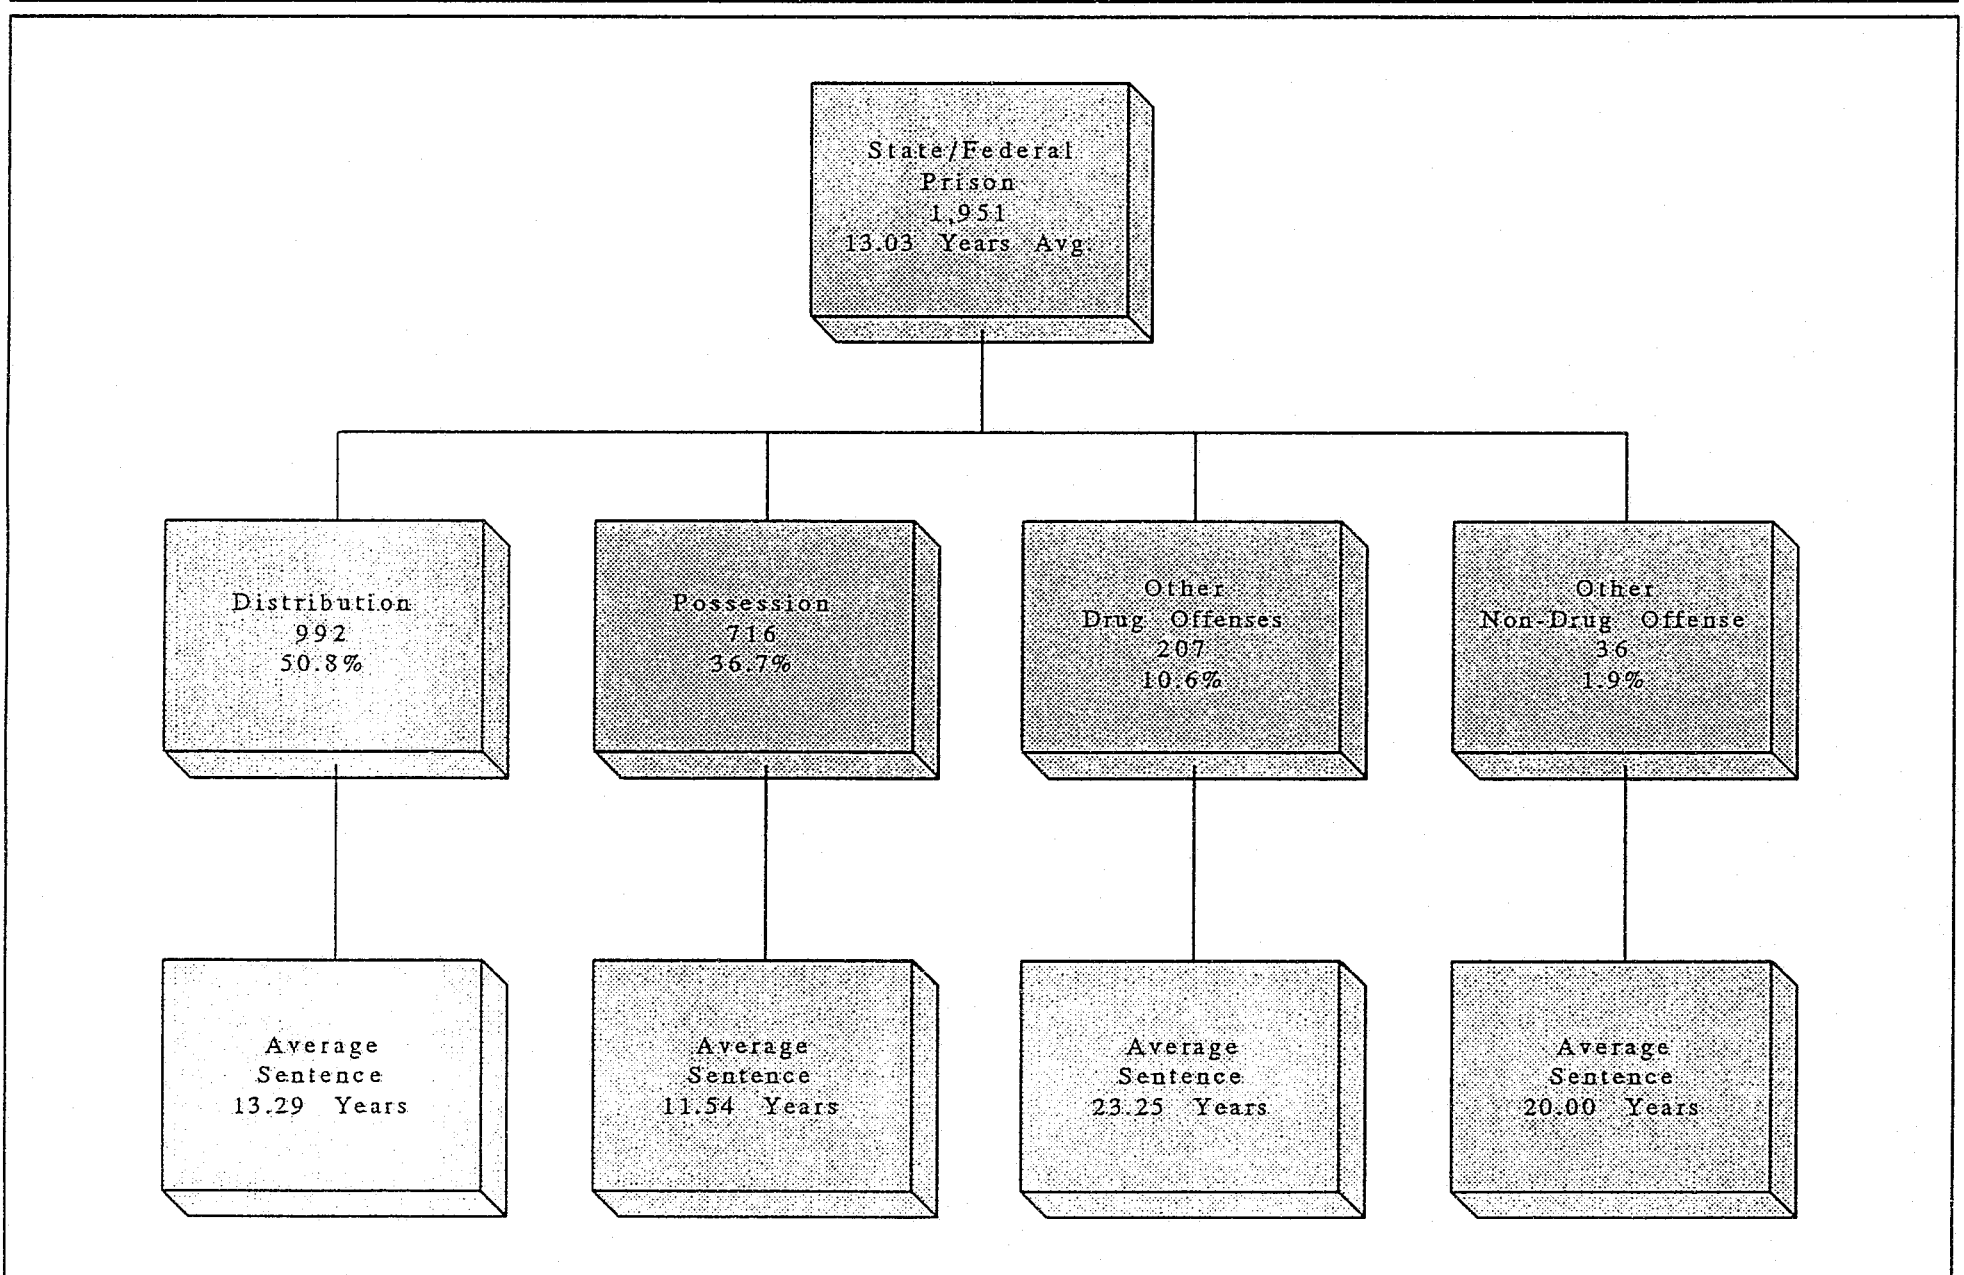 State/Federal
Prison
1,951
13.03 Years Avg.
Distribution
992
50.8%
Possession
716
36.7%
Other
Drug Offenses
207
10.6%
Other
Non-Drug Offense
36
1.9%
Average
Sentence
13.29 Years
Average
Sentence
11.54 Years
Average
Sentence
23.25 Years
Average
Sentence
20.00 Years